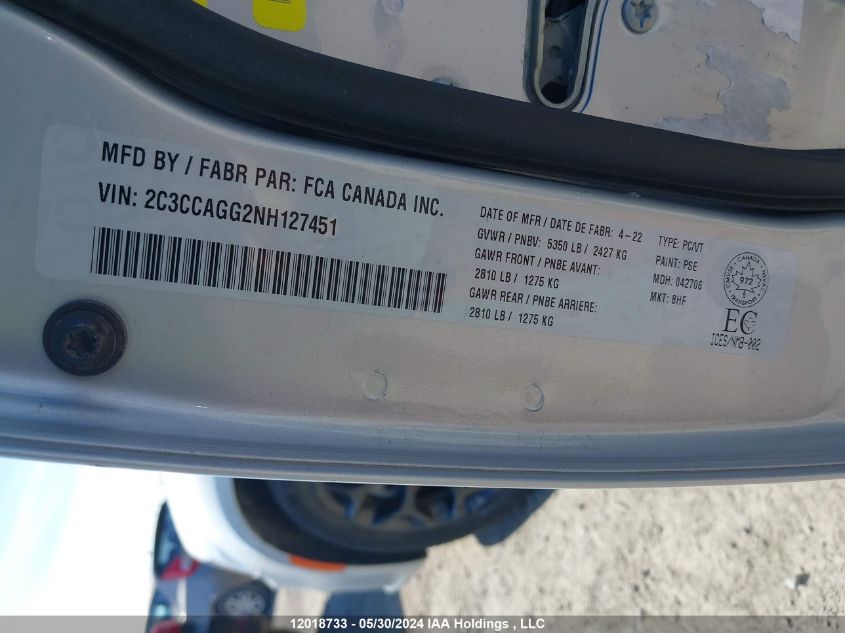 MFD BY / FABR PAR: FCA CANADA INC.
VIN: 2C3CCAGG2NH127451
DATE OF MFR / DATE DE FABR: 4-22
GVWR / PNBV: 5350 LB / 2427 KG
GAWR FRONT / PNBE AVANT:
2810 LB / 1275 KG
GAWR REAR / PNBE ARRIERE:
2810 LB / 1275 KG
TYPE: PC/VT
PAINT: PSE
MDH: 042706
MKT: 8HF
CANADA
972
TRANSPORT
EC
ICES/NMB-002
12018733 - 05/30/2024 IAA Holdings , LLC